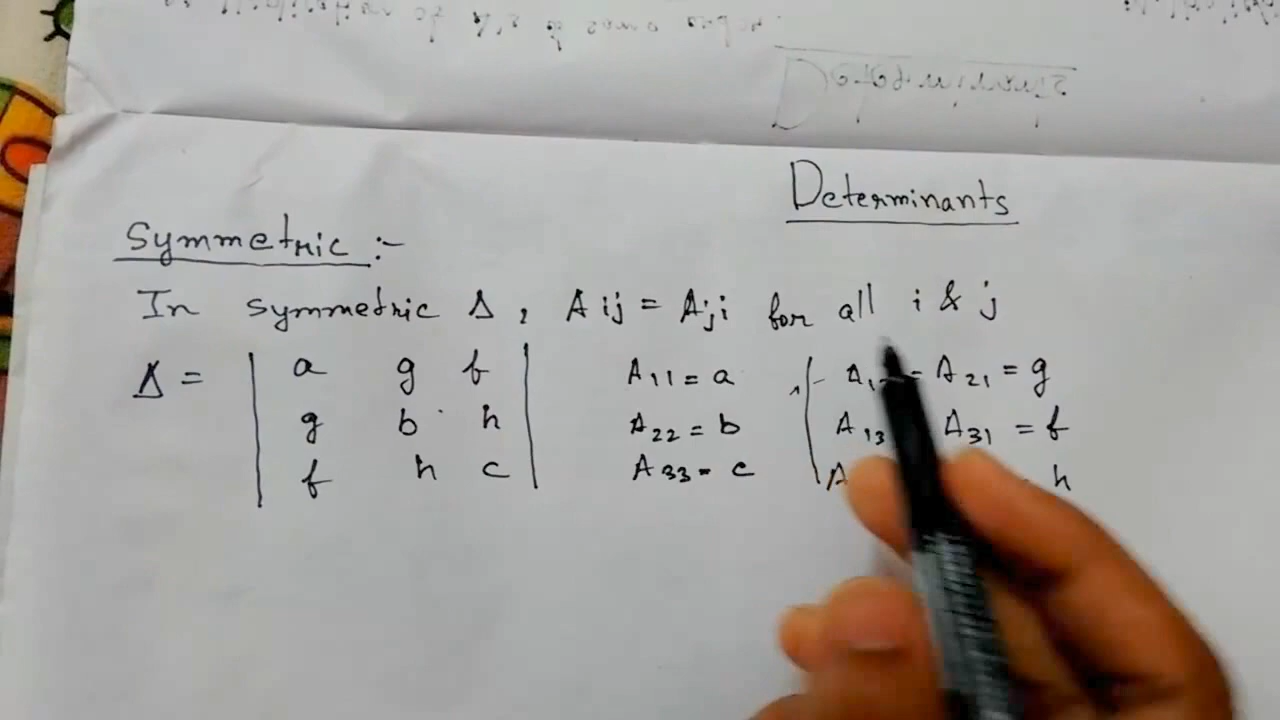 Determinants
Symmetric :-
In symmetric Δ, Aij = Aji for all i & j
Δ = | a g f |
| g b h |
| f h c |
A11 = a
A22 = b
A33 = c
= A21 = g
A13 A31 = f
A h